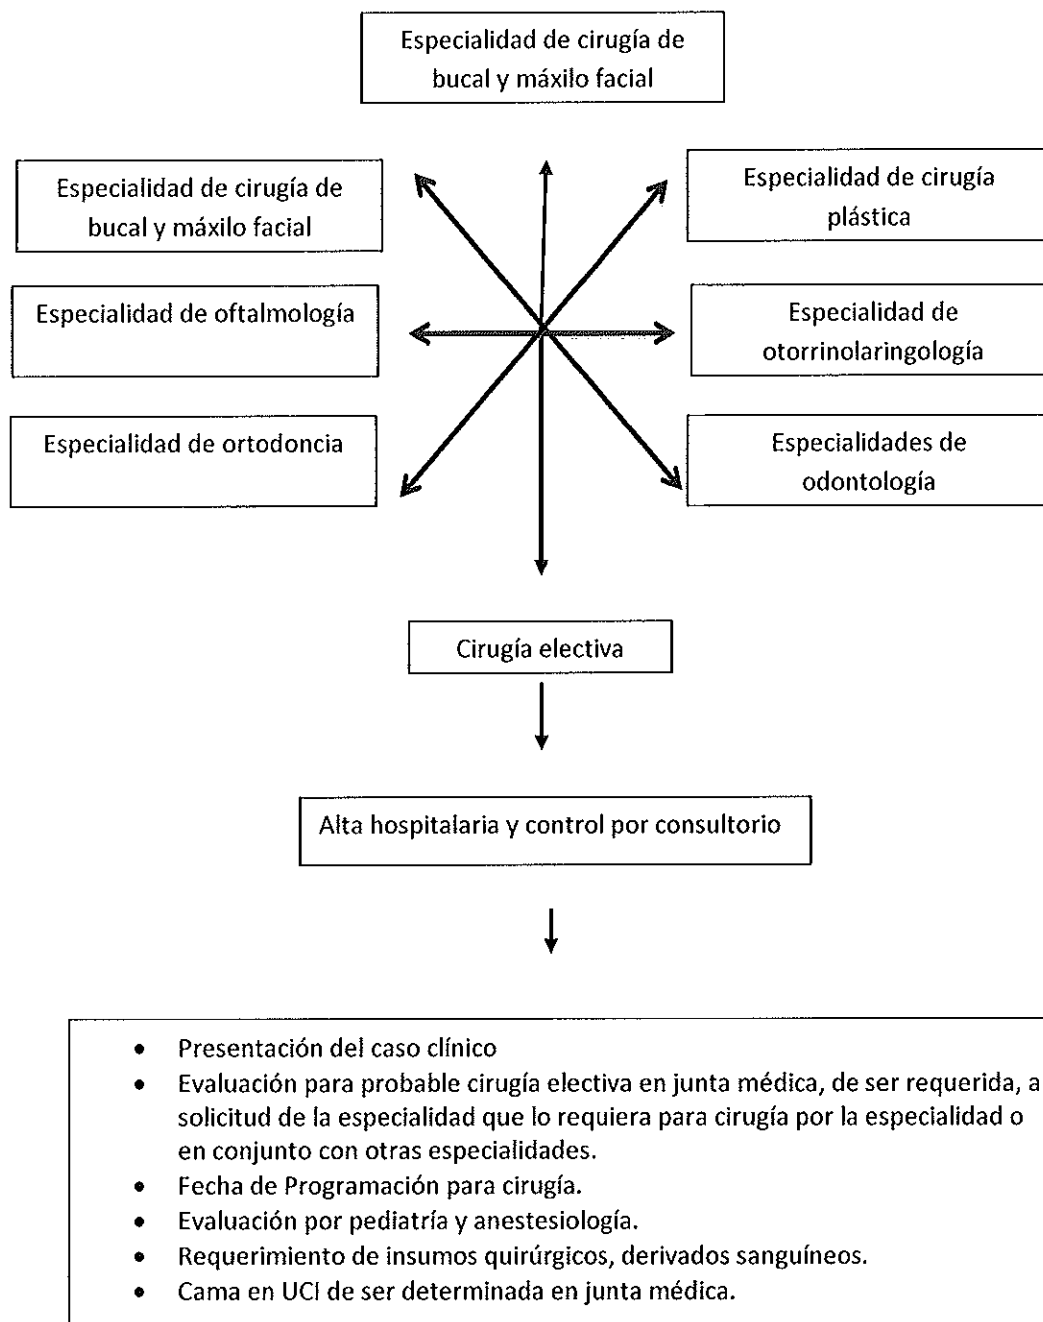 Especialidad de cirugía de
bucal y máxilo facial
Especialidad de cirugía de
bucal y máxilo facial
Especialidad de cirugía
plástica
Especialidad de oftalmología
Especialidad de
otorrinolaringología
Especialidad de ortodoncia
Especialidades de
odontología
Cirugía electiva
Alta hospitalaria y control por consultorio
• Presentación del caso clínico
• Evaluación para probable cirugía electiva en junta médica, de ser requerida, a
solicitud de la especialidad que lo requiera para cirugía por la especialidad o
en conjunto con otras especialidades.
• Fecha de Programación para cirugía.
• Evaluación por pediatría y anestesiología.
• Requerimiento de insumos quirúrgicos, derivados sanguíneos.
• Cama en UCI de ser determinada en junta médica.